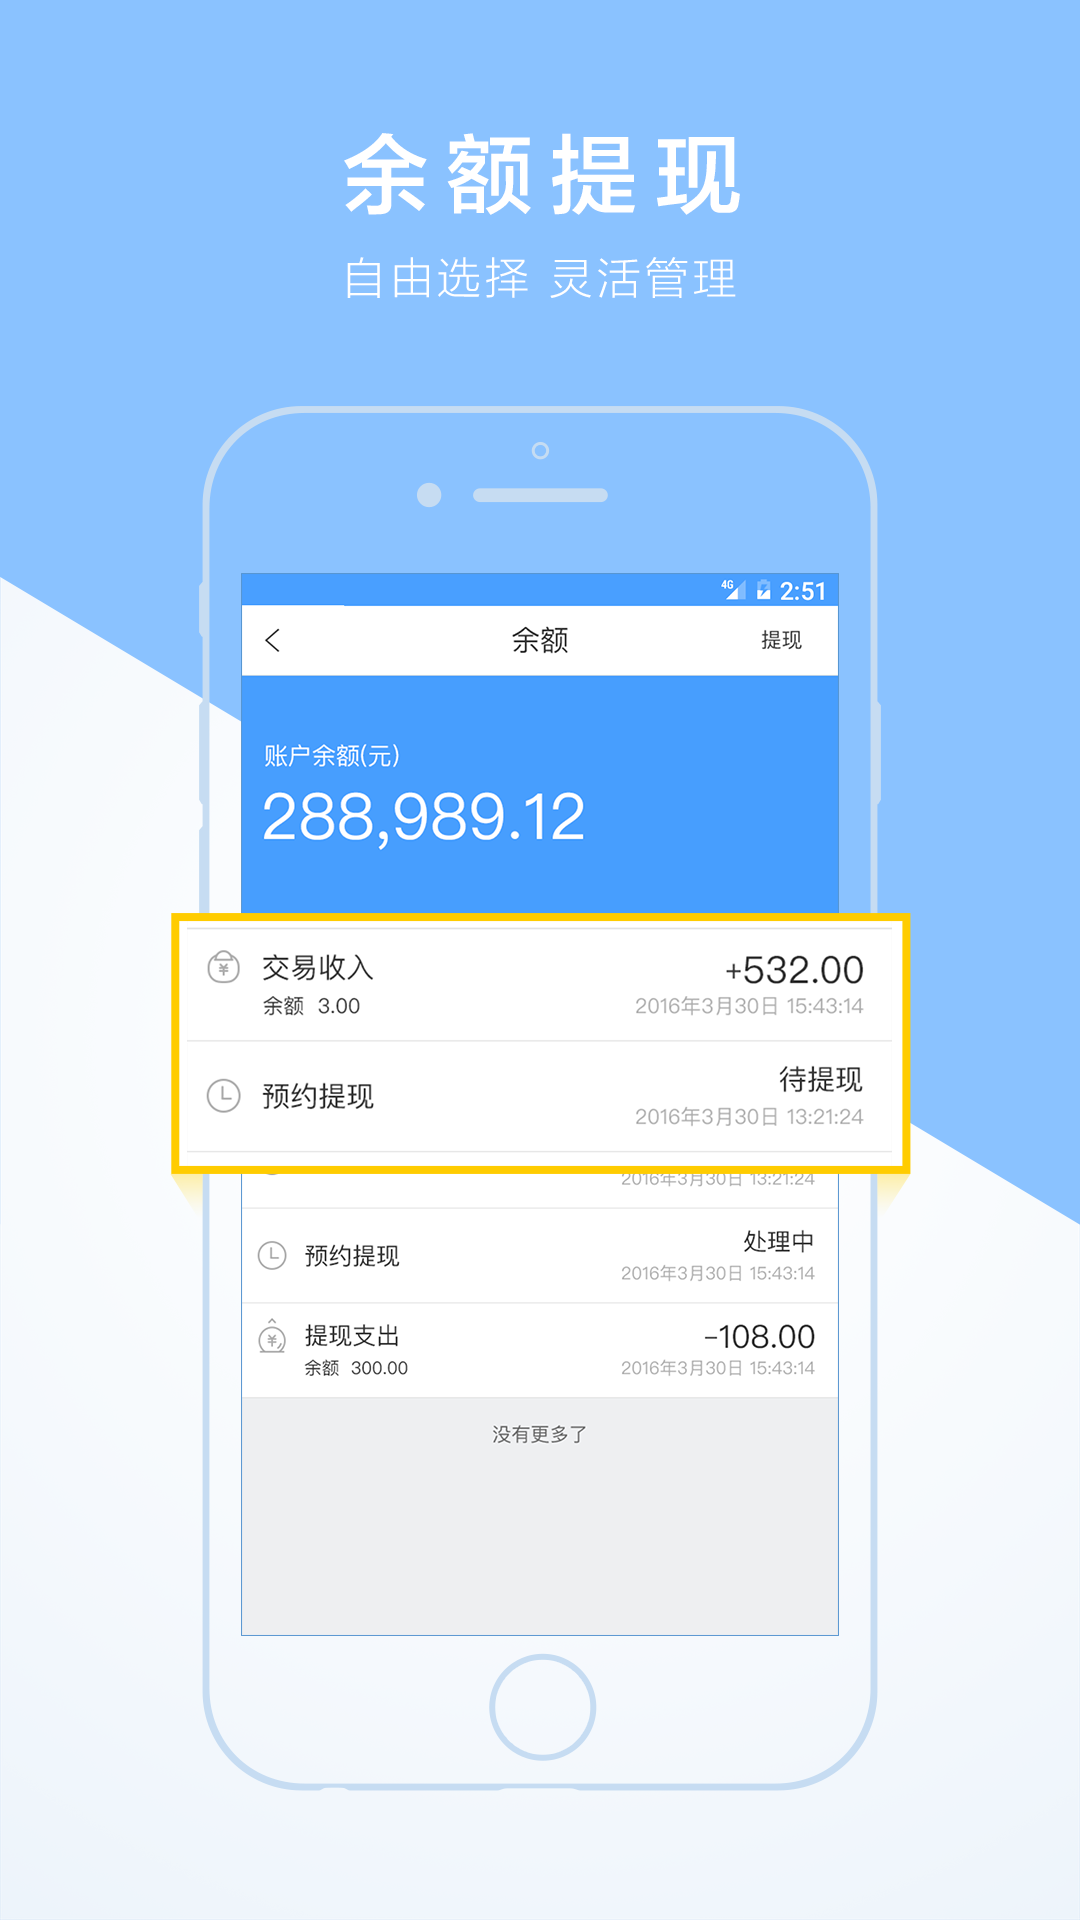 余额提现
自由选择 灵活管理
4G 2:51
余额 提现
账户余额(元)
288,989.12
交易收入 +532.00
余额 3.00 2016年3月30日 15:43:14
预约提现 待提现
2016年3月30日 13:21:24
2016年3月30日 13:21:24
预约提现 处理中
2016年3月30日 15:43:14
提现支出 -108.00
余额 300.00 2016年3月30日 15:43:14
没有更多了